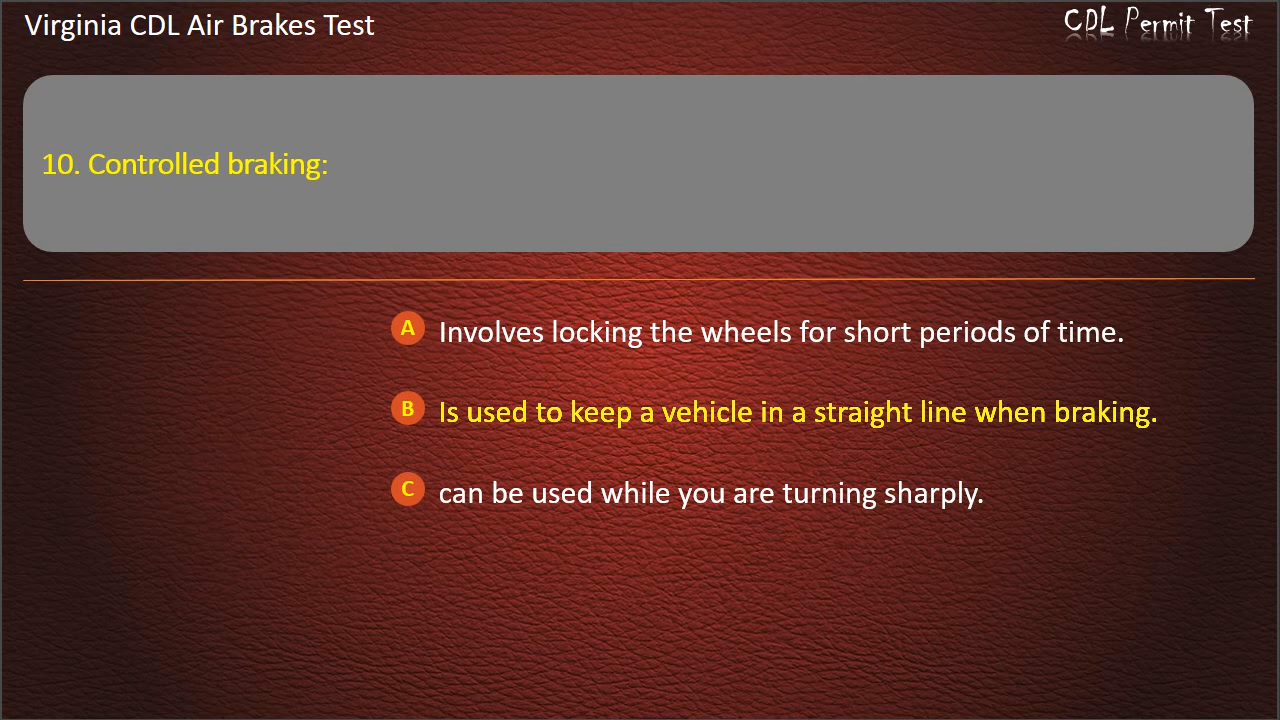 Virginia CDL Air Brakes Test
CDL Permit Test
10. Controlled braking:
A Involves locking the wheels for short periods of time.
B Is used to keep a vehicle in a straight line when braking.
C can be used while you are turning sharply.